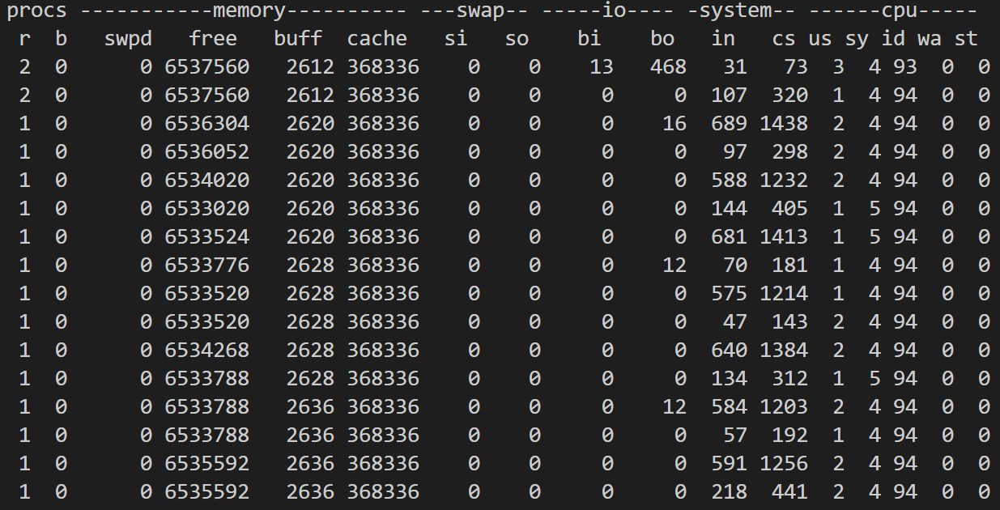 procs -----------memory---------- ---swap-- -----io---- -system-- ------cpu-----
 r  b   swpd   free   buff  cache   si   so    bi    bo   in   cs us sy id wa st
 2  0      0 6537560   2612 368336    0    0    13   468   31   73  3  4 93  0  0
 2  0      0 6537560   2612 368336    0    0     0     0  107  320  1  4 94  0  0
 1  0      0 6536304   2620 368336    0    0     0    16  689 1438  2  4 94  0  0
 1  0      0 6536052   2620 368336    0    0     0     0   97  298  2  4 94  0  0
 1  0      0 6534020   2620 368336    0    0     0     0  588 1232  2  4 94  0  0
 1  0      0 6533020   2620 368336    0    0     0     0  144  405  1  5 94  0  0
 1  0      0 6533524   2620 368336    0    0     0     0  681 1413  1  5 94  0  0
 1  0      0 6533776   2628 368336    0    0     0    12   70  181  1  4 94  0  0
 1  0      0 6533520   2628 368336    0    0     0     0  575 1214  1  4 94  0  0
 1  0      0 6533520   2628 368336    0    0     0     0   47  143  2  4 94  0  0
 1  0      0 6534268   2628 368336    0    0     0     0  640 1384  2  4 94  0  0
 1  0      0 6533788   2628 368336    0    0     0     0  134  312  1  5 94  0  0
 1  0      0 6533788   2636 368336    0    0     0    12  584 1203  2  4 94  0  0
 1  0      0 6533788   2636 368336    0    0     0     0   57  192  1  4 94  0  0
 1  0      0 6535592   2636 368336    0    0     0     0  591 1256  2  4 94  0  0
 1  0      0 6535592   2636 368336    0    0     0     0  218  441  2  4 94  0  0